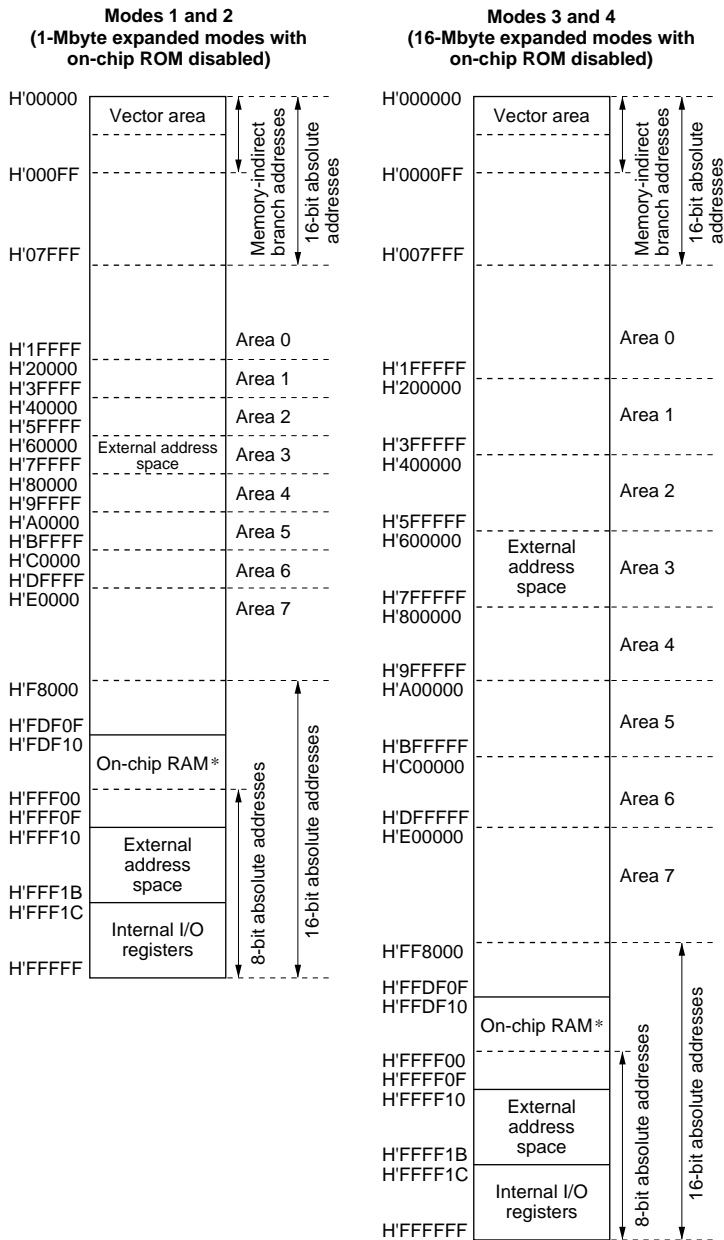 Modes 1 and 2
(1-Mbyte expanded modes with
on-chip ROM disabled)
H'00000
Vector area
H'000FF
Memory-indirect
branch addresses
16-bit absolute
addresses
H'07FFF
H'1FFFF
Area 0
H'20000
H'3FFFF
Area 1
H'40000
H'5FFFF
Area 2
H'60000
H'7FFFF
External address
space
Area 3
H'80000
H'9FFFF
Area 4
H'A0000
H'BFFFF
Area 5
H'C0000
H'DFFFF
Area 6
H'E0000
Area 7
H'F8000
H'FDF0F
H'FDF10
On-chip RAM*
H'FFF00
H'FFF0F
H'FFF10
External
address
space
H'FFF1B
H'FFF1C
Internal I/O
registers
H'FFFFF
8-bit absolute addresses
16-bit absolute addresses
Modes 3 and 4
(16-Mbyte expanded modes with
on-chip ROM disabled)
H'000000
Vector area
H'0000FF
Memory-indirect
branch addresses
16-bit absolute
addresses
H'007FFF
Area 0
H'1FFFFF
H'200000
Area 1
H'3FFFFF
H'400000
Area 2
H'5FFFFF
H'600000
External
address
space
Area 3
H'7FFFFF
H'800000
Area 4
H'9FFFFF
H'A00000
Area 5
H'BFFFFF
H'C00000
Area 6
H'DFFFFF
H'E00000
Area 7
H'FF8000
H'FFDF0F
H'FFDF10
On-chip RAM*
H'FFFF00
H'FFFF0F
H'FFFF10
External
address
space
H'FFFF1B
H'FFFF1C
Internal I/O
registers
H'FFFFFF
8-bit absolute addresses
16-bit absolute addresses